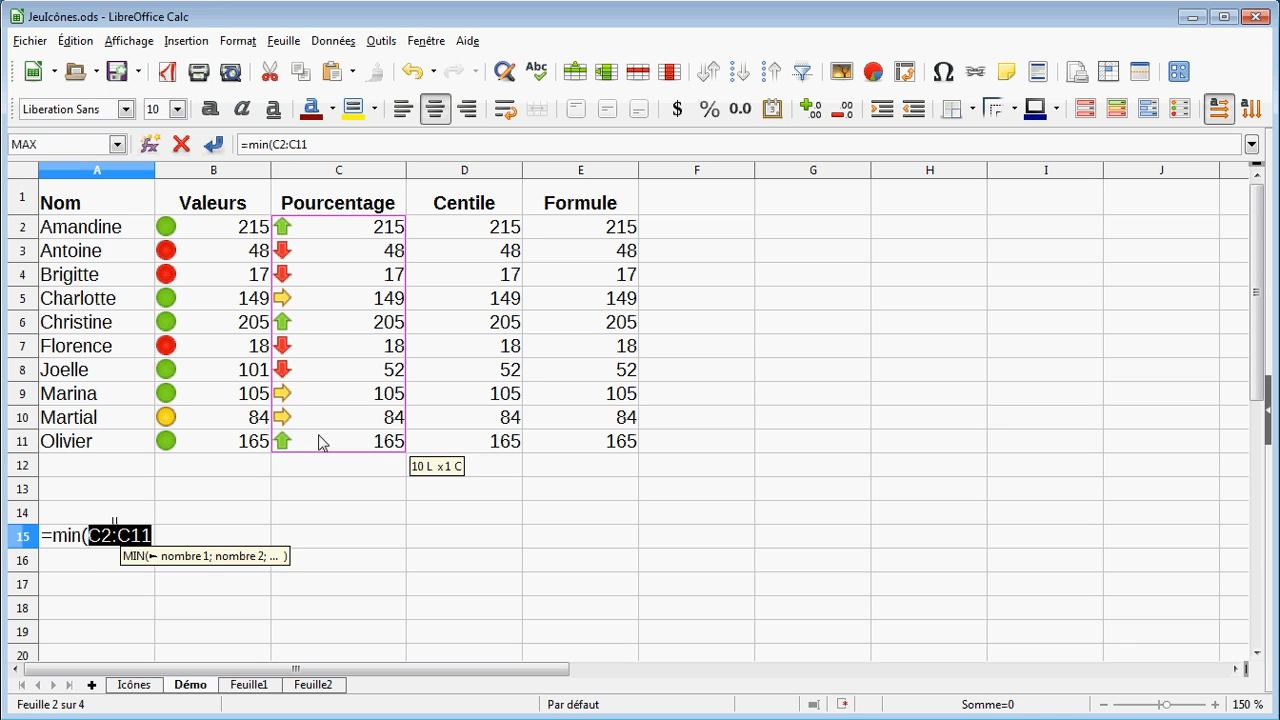 JeuIcônes.ods - LibreOffice Calc
Fichier Édition Affichage Insertion Format Feuille Données Outils Fenêtre Aide
Abc
Liberation Sans 10 a a a a $ % 0.0 .00 .00
MAX =min(C2:C11
A B C D E F G H I J
1 Nom Valeurs Pourcentage Centile Formule
2 Amandine 215 215 215 215
3 Antoine 48 48 48 48
4 Brigitte 17 17 17 17
5 Charlotte 149 149 149 149
6 Christine 205 205 205 205
7 Florence 18 18 18 18
8 Joelle 101 52 52 52
9 Marina 105 105 105 105
10 Martial 84 84 84 84
11 Olivier 165 165 165 165
12 10 L x 1 C
13
14
15 =min(C2:C11
16 MIN( nombre 1; nombre 2; ... )
17
18
19
20
Icônes Démo Feuille1 Feuille2
Feuille 2 sur 4 Par défaut Somme=0 150 %